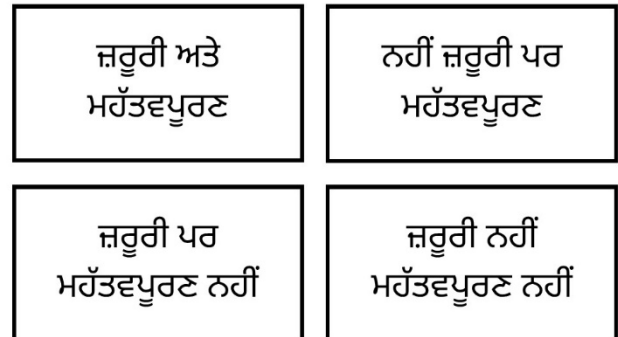 ਜ਼ਰੂਰੀ ਅਤੇ
ਮਹੱਤਵਪੂਰਣ
ਨਹੀਂ ਜ਼ਰੂਰੀ ਪਰ
ਮਹੱਤਵਪੂਰਣ
ਜ਼ਰੂਰੀ ਪਰ
ਮਹੱਤਵਪੂਰਣ ਨਹੀਂ
ਜ਼ਰੂਰੀ ਨਹੀਂ
ਮਹੱਤਵਪੂਰਣ ਨਹੀਂ